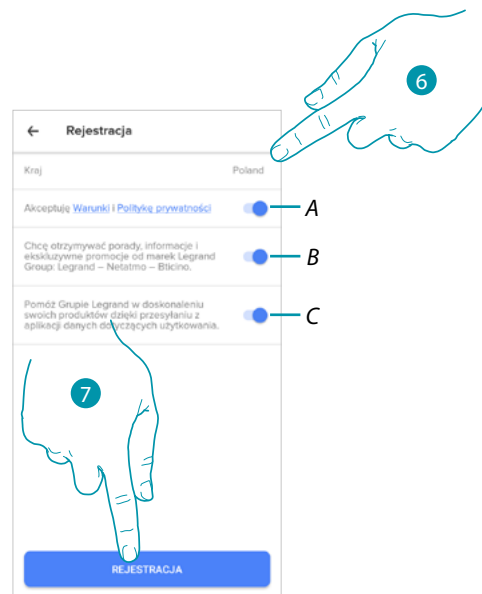 6
← Rejestracja
Kraj Poland
Akceptuję Warunki i Politykę prywatności A
Chcę otrzymywać porady, informacje i
ekskluzywne promocje od marek Legrand
Group: Legrand – Netatmo – Bticino. B
Pomóż Grupie Legrand w doskonaleniu
swoich produktów dzięki przesyłaniu z
aplikacji danych dotyczących użytkowania. C
7
REJESTRACJA